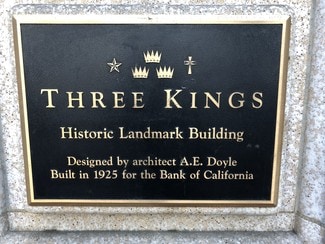 THREE KINGS
Historic Landmark Building
Designed by architect A.E. Doyle
Built in 1925 for the Bank of California